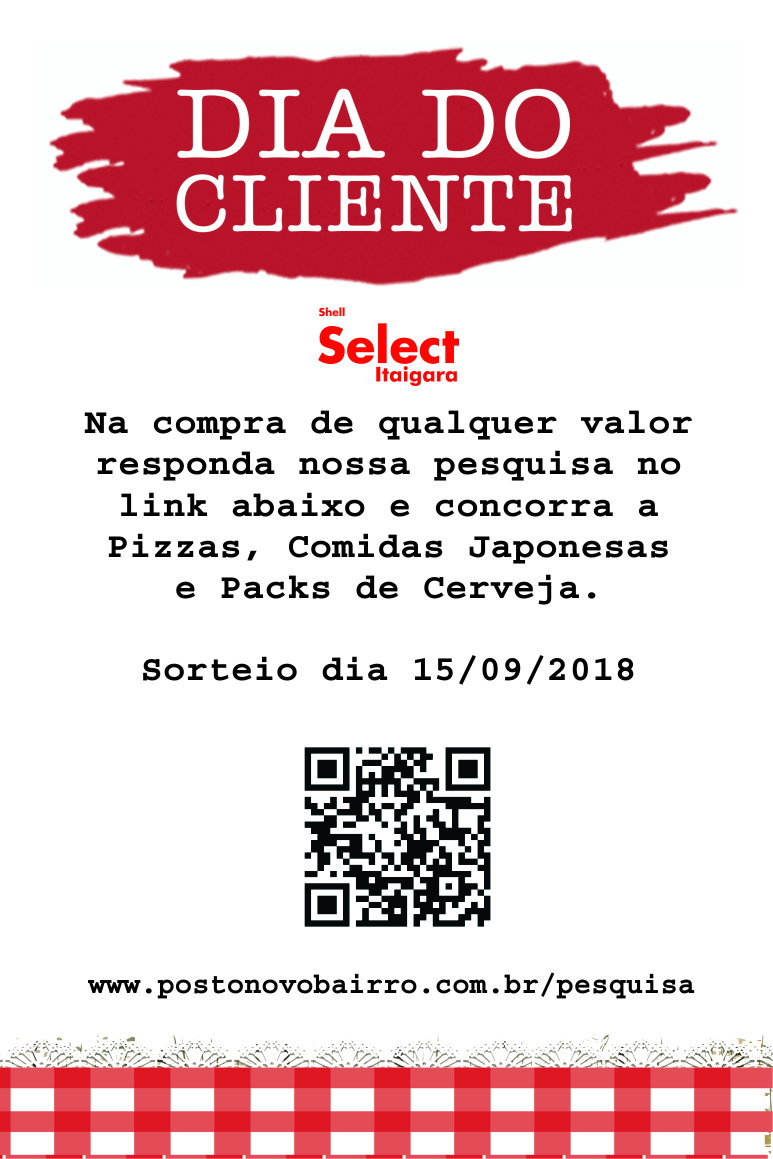 DIA DO
CLIENTE
Shell
Select
Itaigara
Na compra de qualquer valor
responda nossa pesquisa no
link abaixo e concorra a
Pizzas, Comidas Japonesas
e Packs de Cerveja.
Sorteio dia 15/09/2018
www.postonovobairro.com.br/pesquisa